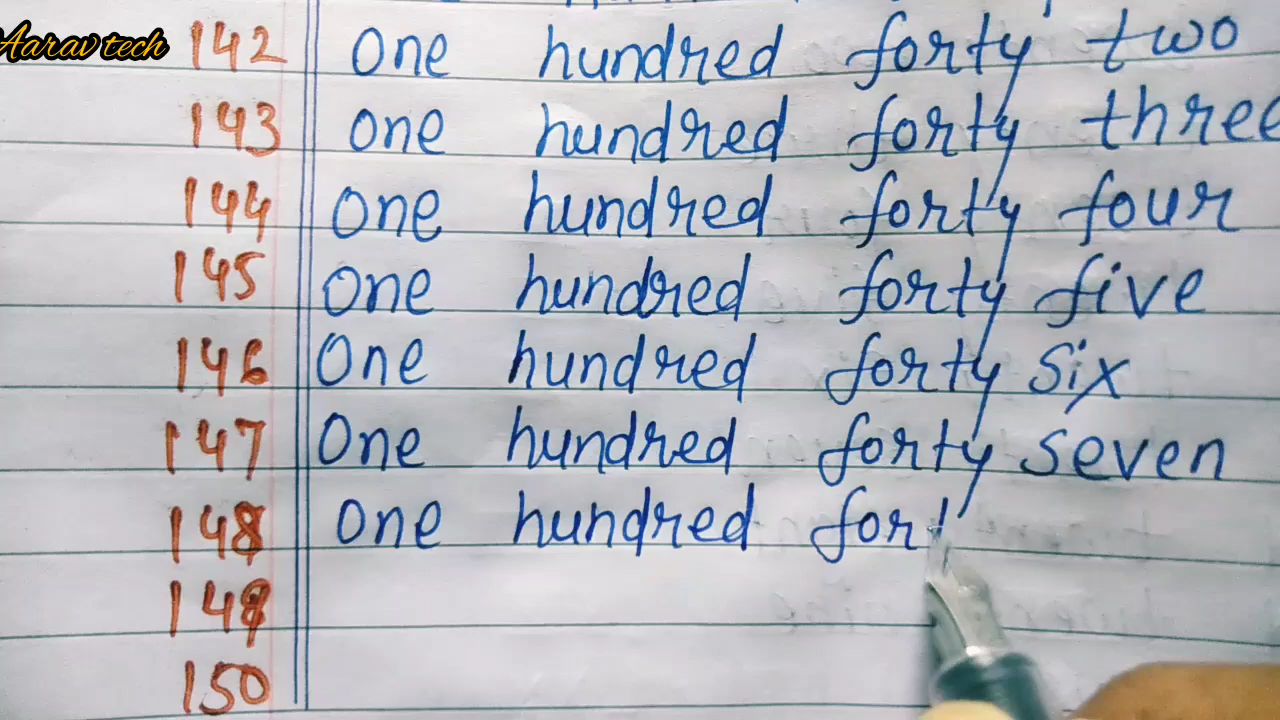 Aarav tech
142 One hundred forty two
143 One hundred forty three
144 One hundred forty four
145 One hundred forty five
146 One hundred forty six
147 One hundred forty seven
148 One hundred for
149
150